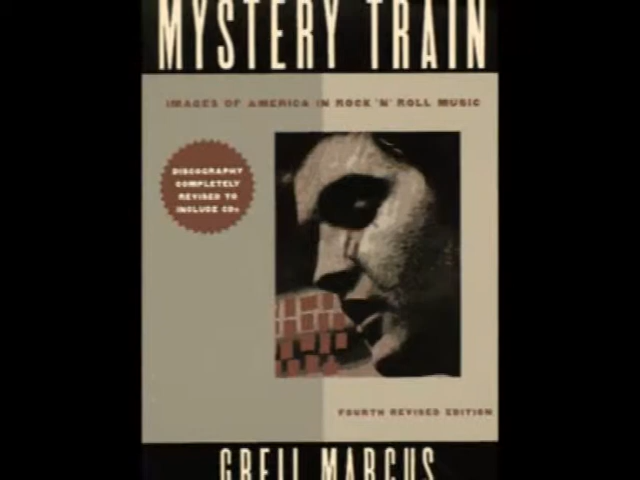 MYSTERY TRAIN
IMAGES OF AMERICA IN ROCK 'N' ROLL MUSIC
DISCOGRAPHY
COMPLETELY
REVISED TO
INCLUDE CDs
FOURTH REVISED EDITION
GREIL MARCUS